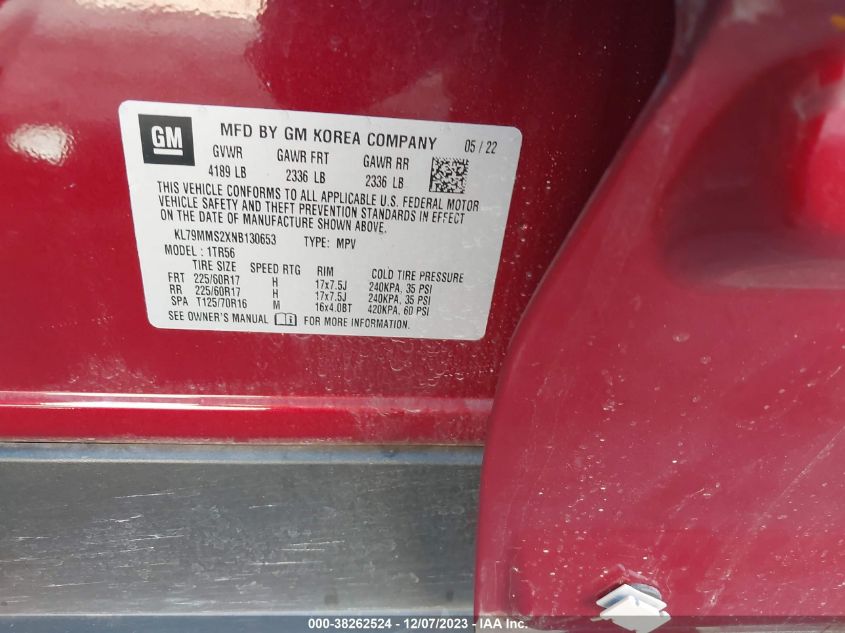 GM
MFD BY GM KOREA COMPANY 05 / 22
GVWR GAWR FRT GAWR RR
4189 LB 2336 LB 2336 LB
THIS VEHICLE CONFORMS TO ALL APPLICABLE U.S. FEDERAL MOTOR
VEHICLE SAFETY AND THEFT PREVENTION STANDARDS IN EFFECT
ON THE DATE OF MANUFACTURE SHOWN ABOVE.
KL79MMS2XNB130653 TYPE: MPV
MODEL: 1TR56
TIRE SIZE SPEED RTG RIM COLD TIRE PRESSURE
FRT 225/60R17 H 17x7.5J 240KPA, 35 PSI
RR 225/60R17 H 17x7.5J 240KPA, 35 PSI
SPA T125/70R16 M 16x4.0BT 420KPA, 60 PSI
SEE OWNER'S MANUAL FOR MORE INFORMATION.
000-38262524 - 12/07/2023 - IAA Inc.